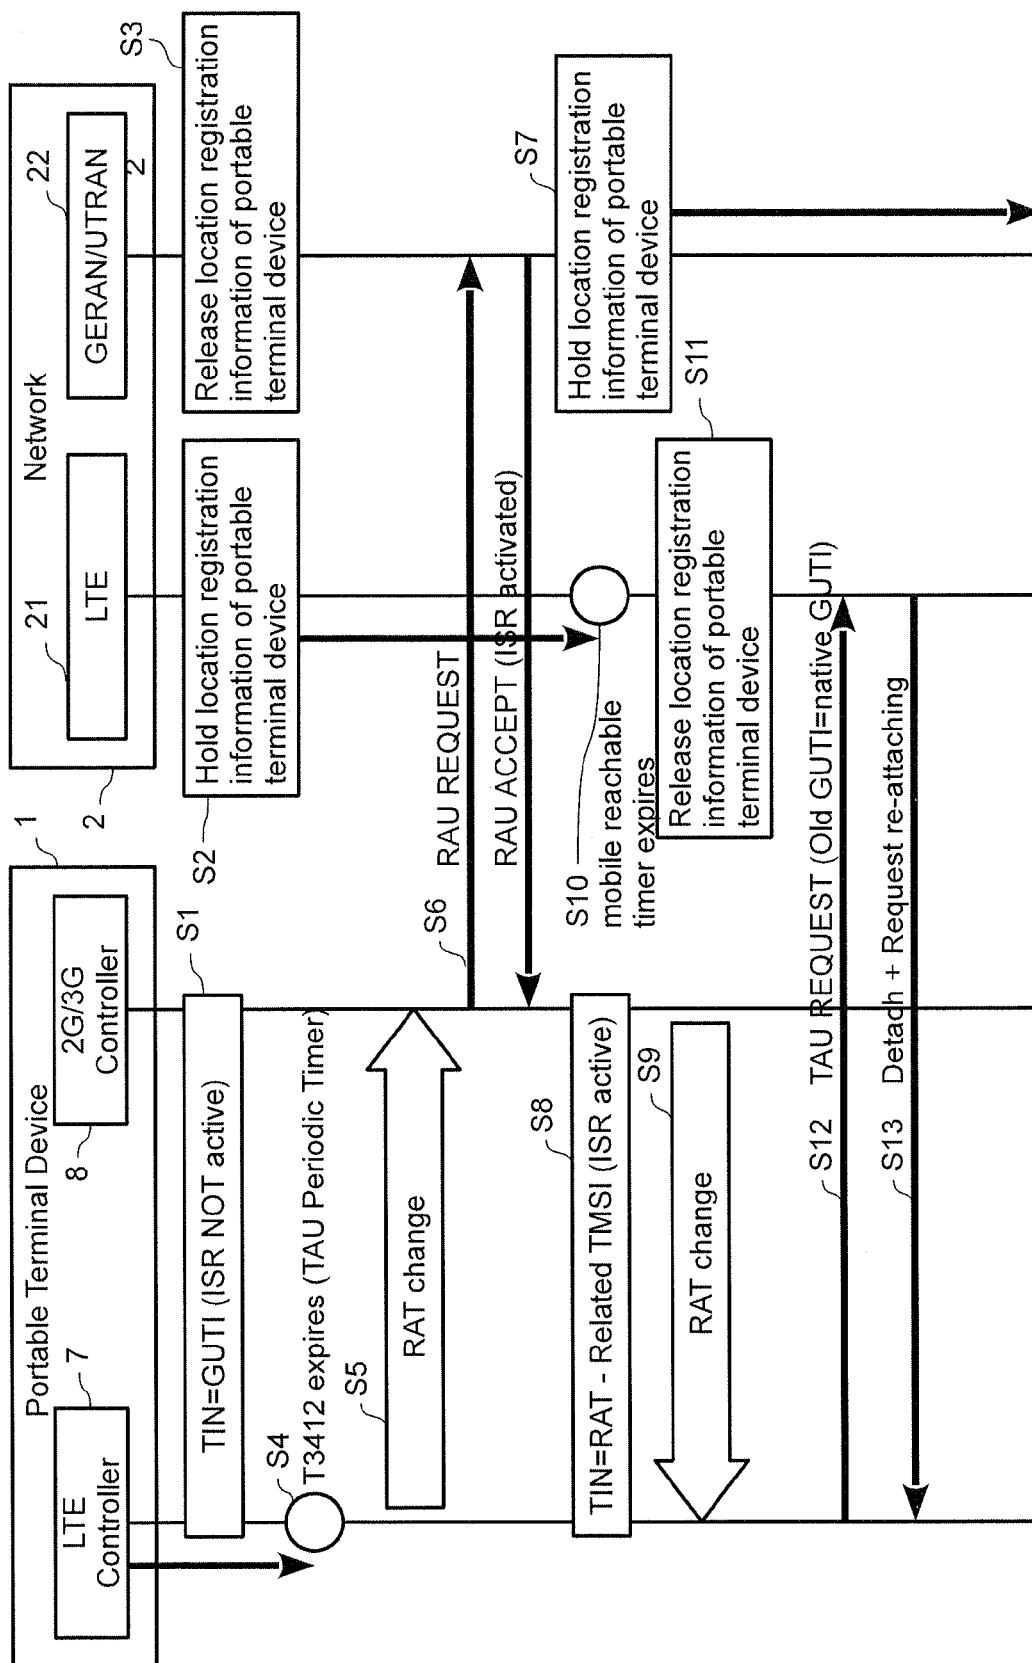 Portable Terminal Device
1
LTE
Controller
7
2G/3G
Controller
8
Network
2
21
LTE
22
GERAN/UTRAN
2
TIN=GUTI (ISR NOT active)
S1
S2
Hold location registration
information of portable
terminal device
S3
Release location registration
information of portable
terminal device
S4
T3412 expires (TAU Periodic Timer)
S5
RAT change
S6
RAU REQUEST
RAU ACCEPT (ISR activated)
S7
Hold location registration
information of portable
terminal device
S8
TIN=RAT - Related TMSI (ISR active)
S9
RAT change
S10
mobile reachable
timer expires
S11
Release location registration
information of portable
terminal device
S12
TAU REQUEST (Old GUTI=native GUTI)
S13
Detach + Request re-attaching